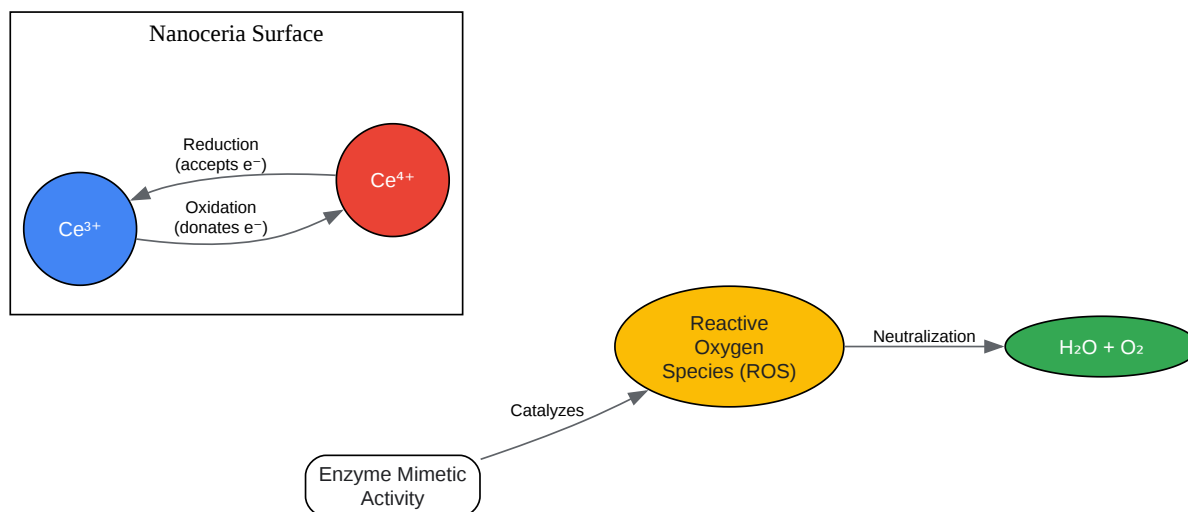 Nanoceria Surface
Reduction
(accepts e⁻)
Ce⁴⁺
Ce³⁺
Oxidation
(donates e⁻)
Reactive
Oxygen
Species (ROS)
Neutralization
H₂O + O₂
Catalyzes
Enzyme Mimetic
Activity